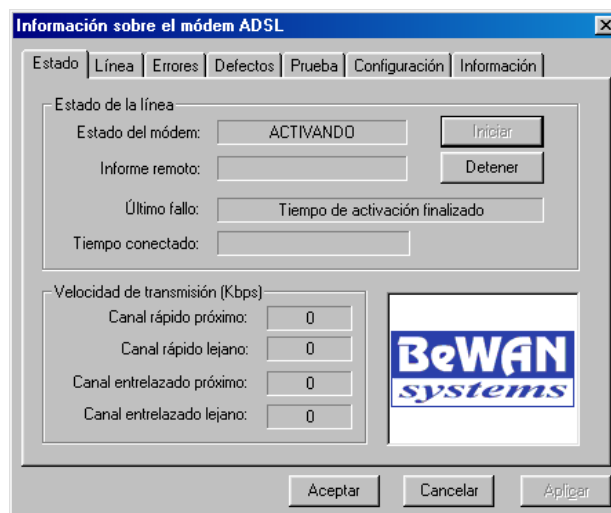 Información sobre el módem ADSL
Estado Línea Errores Defectos Prueba Configuración Información
Estado de la línea
Estado del módem: ACTIVANDO Iniciar
Informe remoto: Detener
Último fallo: Tiempo de activación finalizado
Tiempo conectado:
Velocidad de transmisión (Kbps)
Canal rápido próximo: 0
Canal rápido lejano: 0
Canal entrelazado próximo: 0
Canal entrelazado lejano: 0
BeWAN
systems
Aceptar Cancelar Aplicar